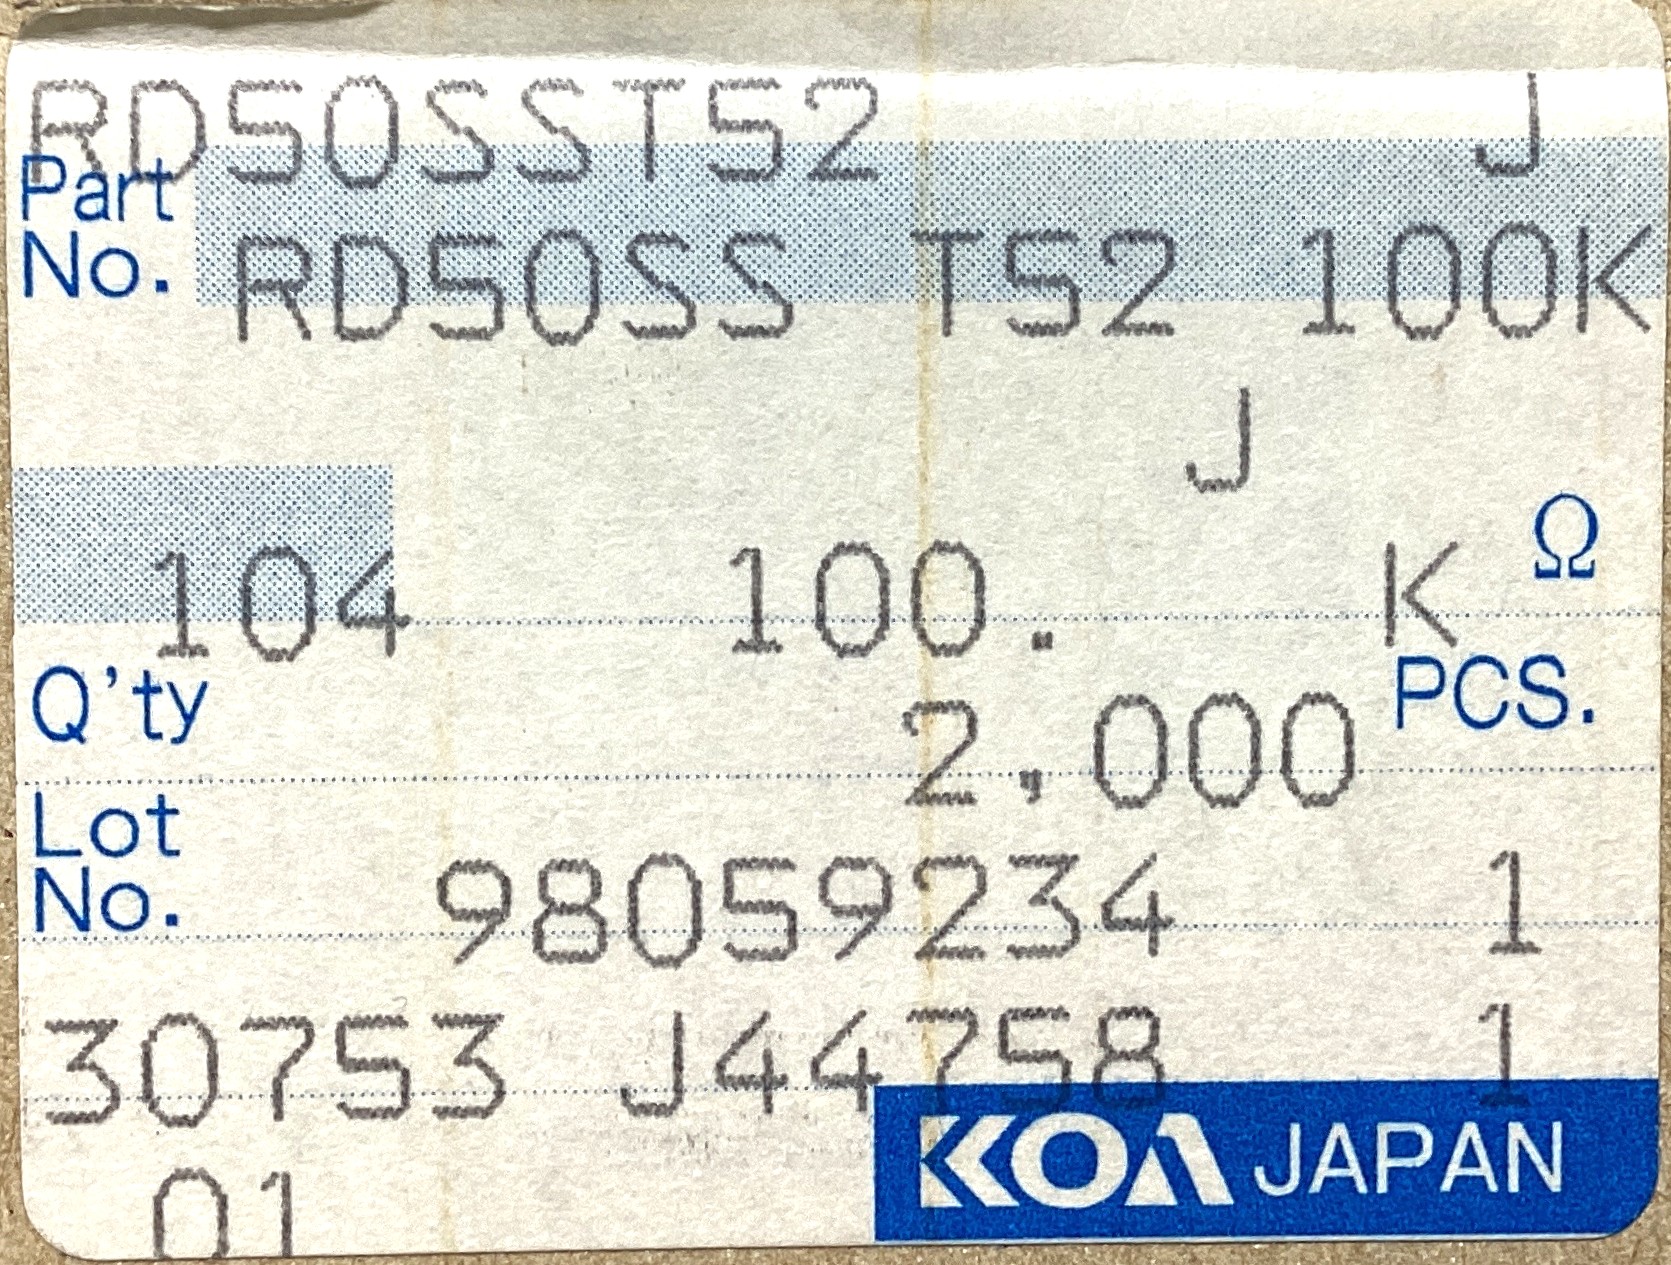 RD50SST52 J
Part
No.
RD50SS T52 100K
J
Ω
104 100. K
Q'ty 2,000 PCS.
Lot
No.
98059234 1
30753 J44758 1
KOA JAPAN
01